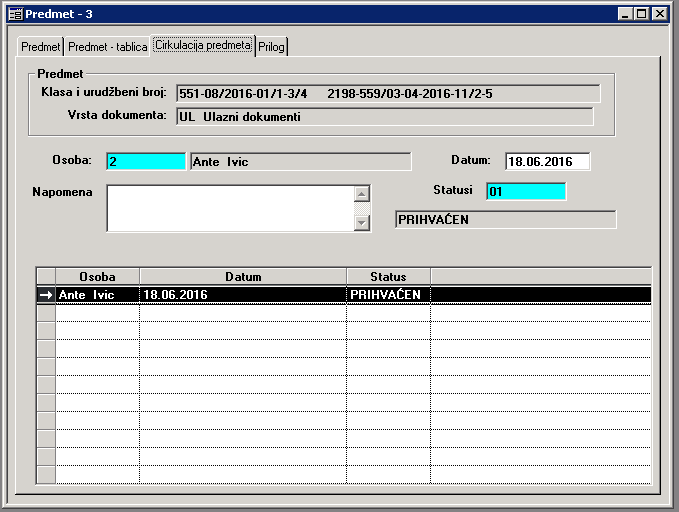 Predmet - 3
Predmet Predmet - tablica Cirkulacija predmeta Prilog
Predmet
Klasa i urudžbeni broj: 551-08/2016-01/1-3/4 2198-559/03-04-2016-11/2-5
Vrsta dokumenta: UL Ulazni dokumenti
Osoba: 2 Ante Ivic Datum: 18.06.2016
Napomena Statusi 01
PRIHVAĆEN
Osoba Datum Status
Ante Ivic 18.06.2016 PRIHVAĆEN